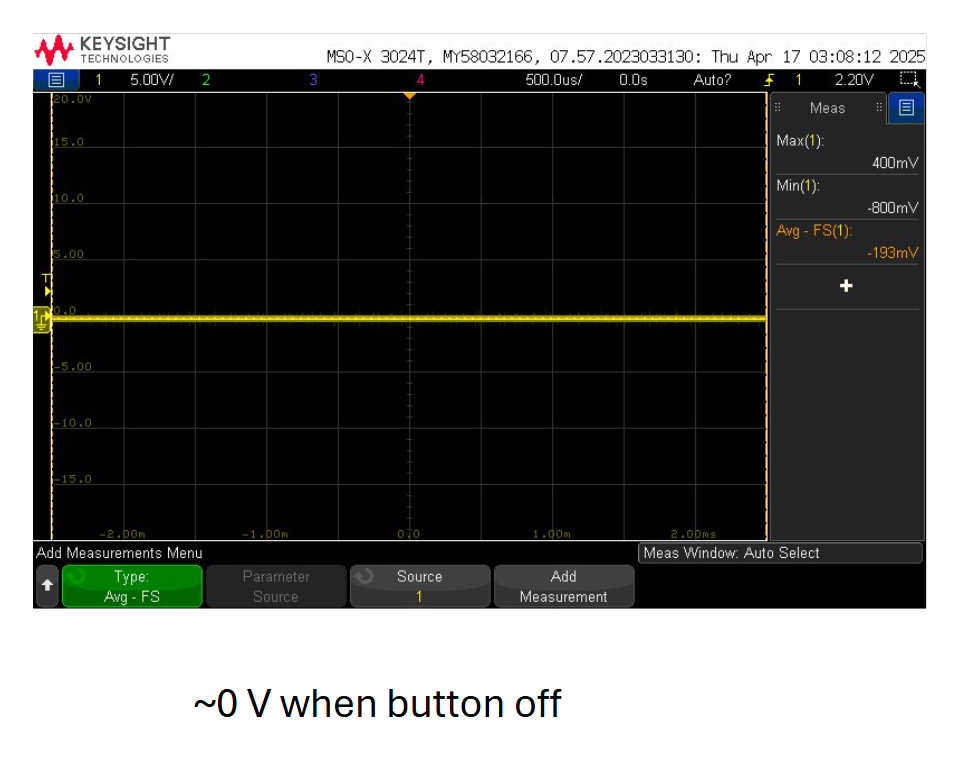 KEYSIGHT
TECHNOLOGIES
MSO-X 3024T, MY58032166, 07.57.2023033130: Thu Apr 17 03:08:12 2025
1 5.00V/ 2 3 4 500.0us/ 0.0s Auto? 1 2.20V
20.0V
15.0
10.0
5.00
T
1
0.0
-5.00
-10.0
-15.0
-2.00m -1.00m 0.0 1.00m 2.00ms
Meas
Max(1):
400mV
Min(1):
-800mV
Avg - FS(1):
-193mV
+
Add Measurements Menu
Meas Window: Auto Select
Type:
Avg - FS
Parameter
Source
Source
1
Add
Measurement
~0 V when button off